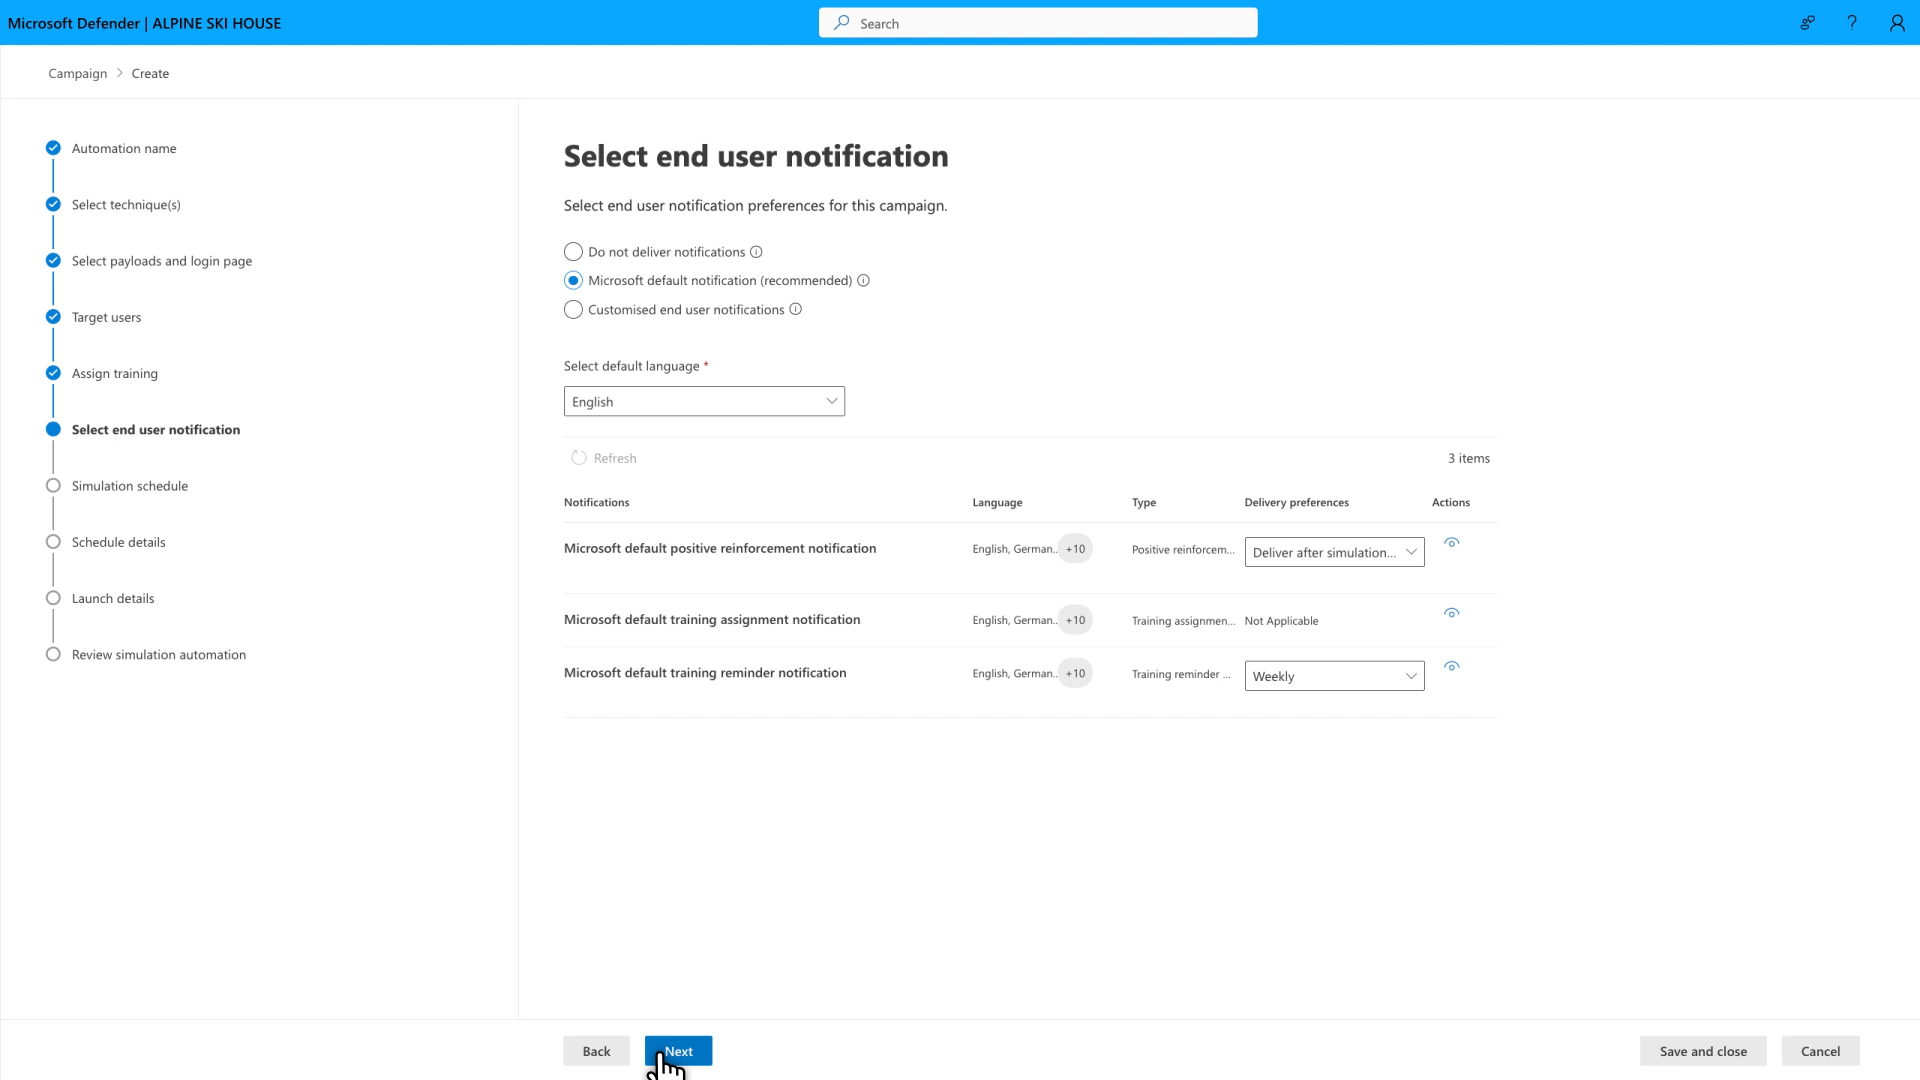 Microsoft Defender | ALPINE SKI HOUSE
Search
?
Campaign > Create
Automation name
Select technique(s)
Select payloads and login page
Target users
Assign training
Select end user notification
Simulation schedule
Schedule details
Launch details
Review simulation automation
Select end user notification
Select end user notification preferences for this campaign.
Do not deliver notifications
Microsoft default notification (recommended)
Customised end user notifications
Select default language *
English
Refresh 3 items
Notifications Language Type Delivery preferences Actions
Microsoft default positive reinforcement notification English, German.. +10 Positive reinforcem... Deliver after simulation...
Microsoft default training assignment notification English, German.. +10 Training assignmen... Not Applicable
Microsoft default training reminder notification English, German.. +10 Training reminder ... Weekly
Back Next Save and close Cancel